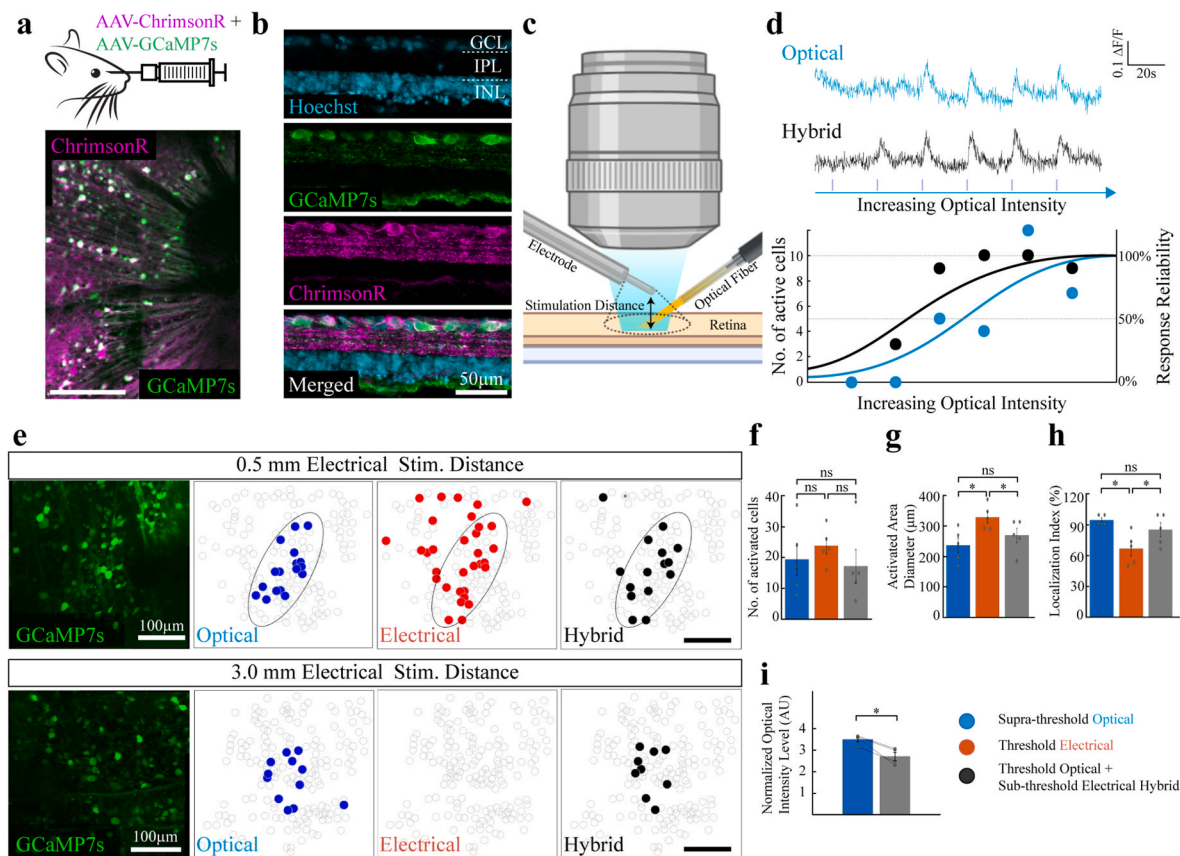 a
AAV-ChrimsonR +
AAV-GCaMP7s
ChrimsonR
GCaMP7s
b
GCL
IPL
INL
Hoechst
GCaMP7s
ChrimsonR
Merged
50µm
c
Electrode
Optical Fiber
Stimulation Distance
Retina
d
Optical
0.1 ΔF/F
20s
Hybrid
Increasing Optical Intensity
No. of active cells
10
8
6
4
2
0
100%
50%
0%
Response Reliability
Increasing Optical Intensity
e
0.5 mm Electrical Stim. Distance
GCaMP7s
100µm
Optical
Electrical
Hybrid
3.0 mm Electrical Stim. Distance
GCaMP7s
100µm
Optical
Electrical
Hybrid
f
No. of activated cells
40
30
20
10
0
ns
ns
ns
g
Activated Area
Diameter (µm)
400
300
200
100
0
ns
*
*
h
Localization Index (%)
120
90
60
30
0
ns
*
*
i
Normalized Optical
Intensity Level (AU)
4
3
2
1
*
Supra-threshold Optical
Threshold Electrical
Threshold Optical +
Sub-threshold Electrical Hybrid